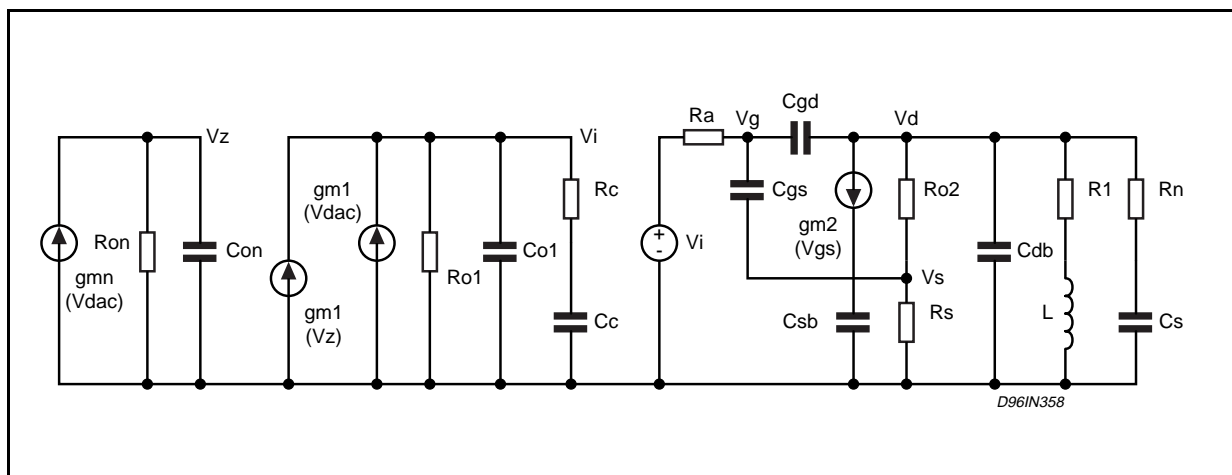 Cgd
Ra
Vg
Vd
Vz
Vi
gm1
(Vdac)
Rc
Cgs
Ro2
R1
Rn
gm2
(Vgs)
Ron
Con
Ro1
Co1
Vi
+
-
Cdb
gmn
(Vdac)
Vs
gm1
(Vz)
Cc
Csb
Rs
L
Cs
D96IN358